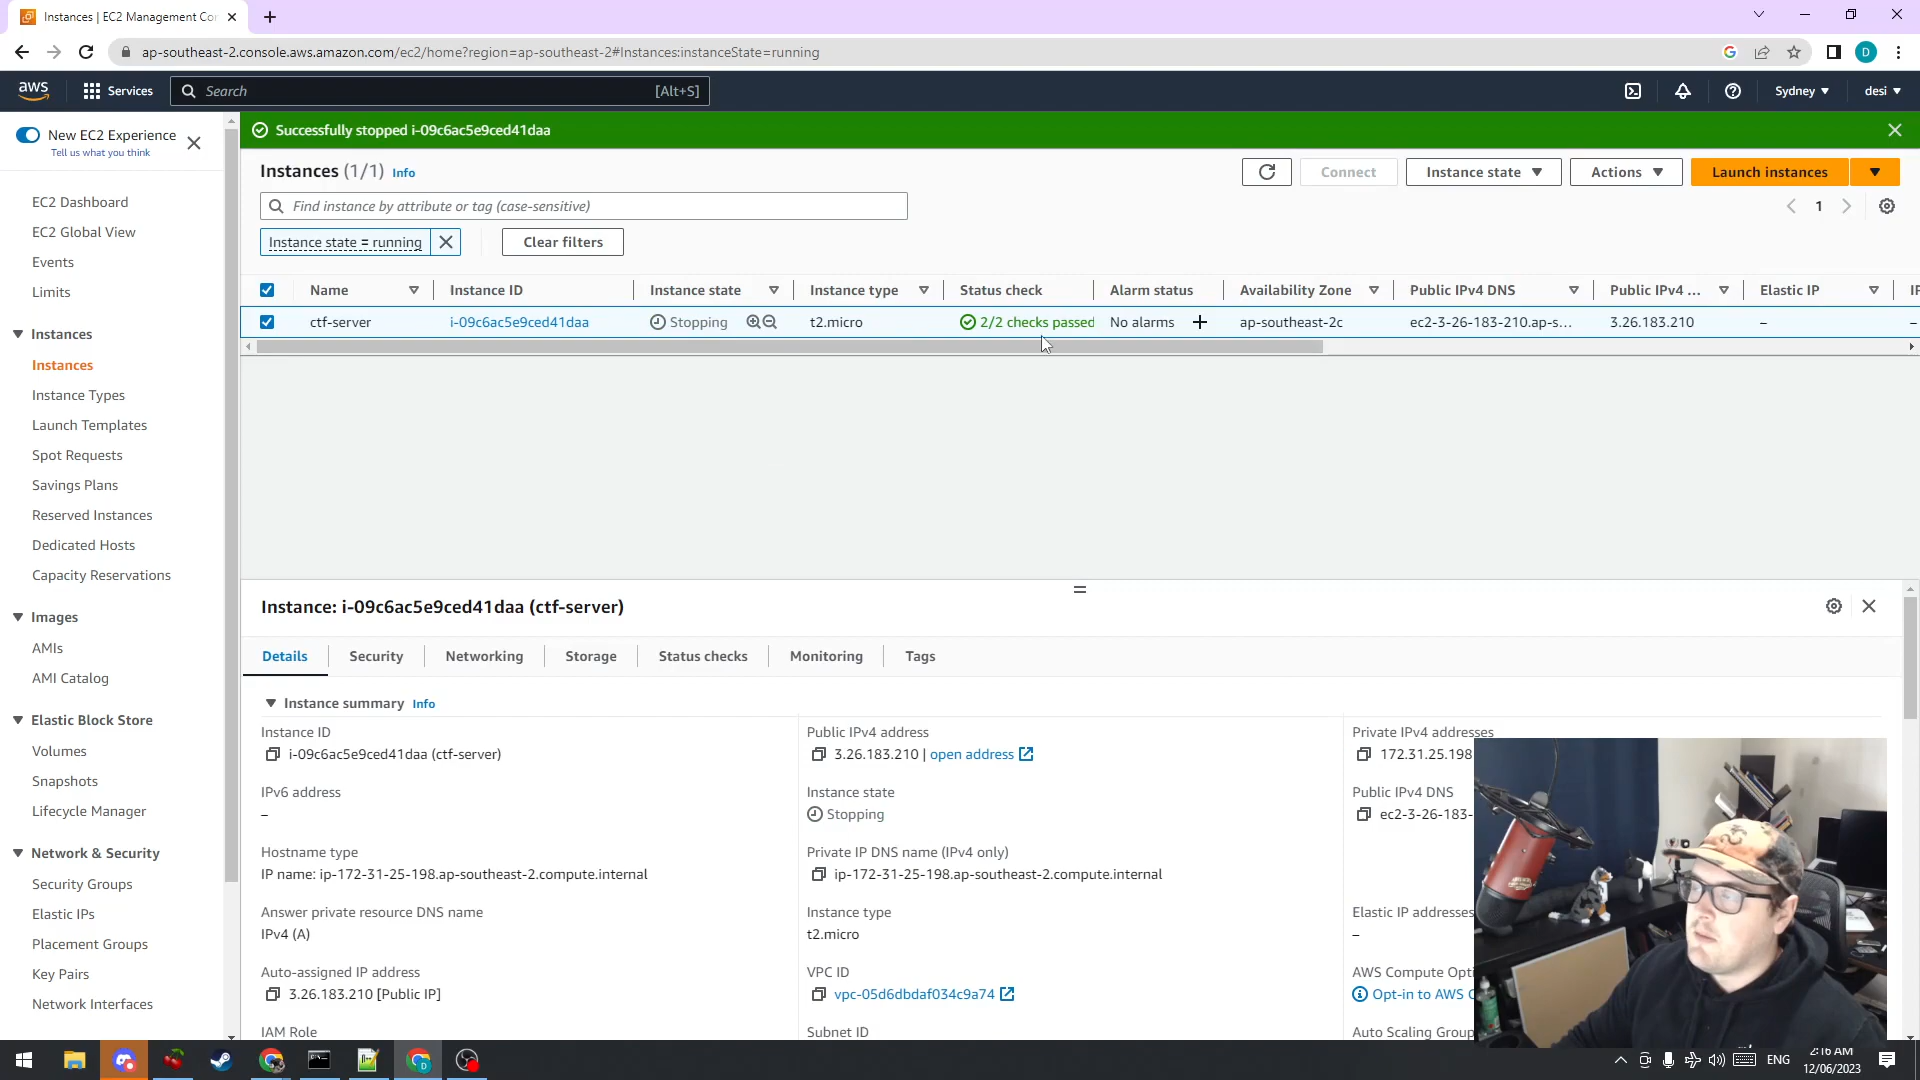 Instances | EC2 Management Co
ap-southeast-2.console.aws.amazon.com/ec2/home?region=ap-southeast-2#Instances:instanceState=running
D
aws
Services
Search
[Alt+S]
Sydney
desi
New EC2 Experience
Tell us what you think
EC2 Dashboard
EC2 Global View
Events
Limits
Instances
Instances
Instance Types
Launch Templates
Spot Requests
Savings Plans
Reserved Instances
Dedicated Hosts
Capacity Reservations
Images
AMIs
AMI Catalog
Elastic Block Store
Volumes
Snapshots
Lifecycle Manager
Network & Security
Security Groups
Elastic IPs
Placement Groups
Key Pairs
Network Interfaces
Successfully stopped i-09c6ac5e9ced41daa
Instances (1/1) Info
Connect
Instance state
Actions
Launch instances
Find instance by attribute or tag (case-sensitive)
1
Instance state = running
Clear filters
Name Instance ID Instance state Instance type Status check Alarm status Availability Zone Public IPv4 DNS Public IPv4 ... Elastic IP IP
ctf-server i-09c6ac5e9ced41daa Stopping t2.micro 2/2 checks passed No alarms + ap-southeast-2c ec2-3-26-183-210.ap-s... 3.26.183.210 – –
Instance: i-09c6ac5e9ced41daa (ctf-server)
Details Security Networking Storage Status checks Monitoring Tags
Instance summary Info
Instance ID
i-09c6ac5e9ced41daa (ctf-server)
Public IPv4 address
3.26.183.210 | open address
Private IPv4 addresses
172.31.25.198
IPv6 address
–
Instance state
Stopping
Public IPv4 DNS
ec2-3-26-183-
Hostname type
IP name: ip-172-31-25-198.ap-southeast-2.compute.internal
Private IP DNS name (IPv4 only)
ip-172-31-25-198.ap-southeast-2.compute.internal
Answer private resource DNS name
IPv4 (A)
Instance type
t2.micro
Elastic IP addresses
–
Auto-assigned IP address
3.26.183.210 [Public IP]
VPC ID
vpc-05d6dbdaf034c9a74
AWS Compute Opti
Opt-in to AWS C
IAM Role
Subnet ID
Auto Scaling Group
ENG
2:16 AM
12/06/2023